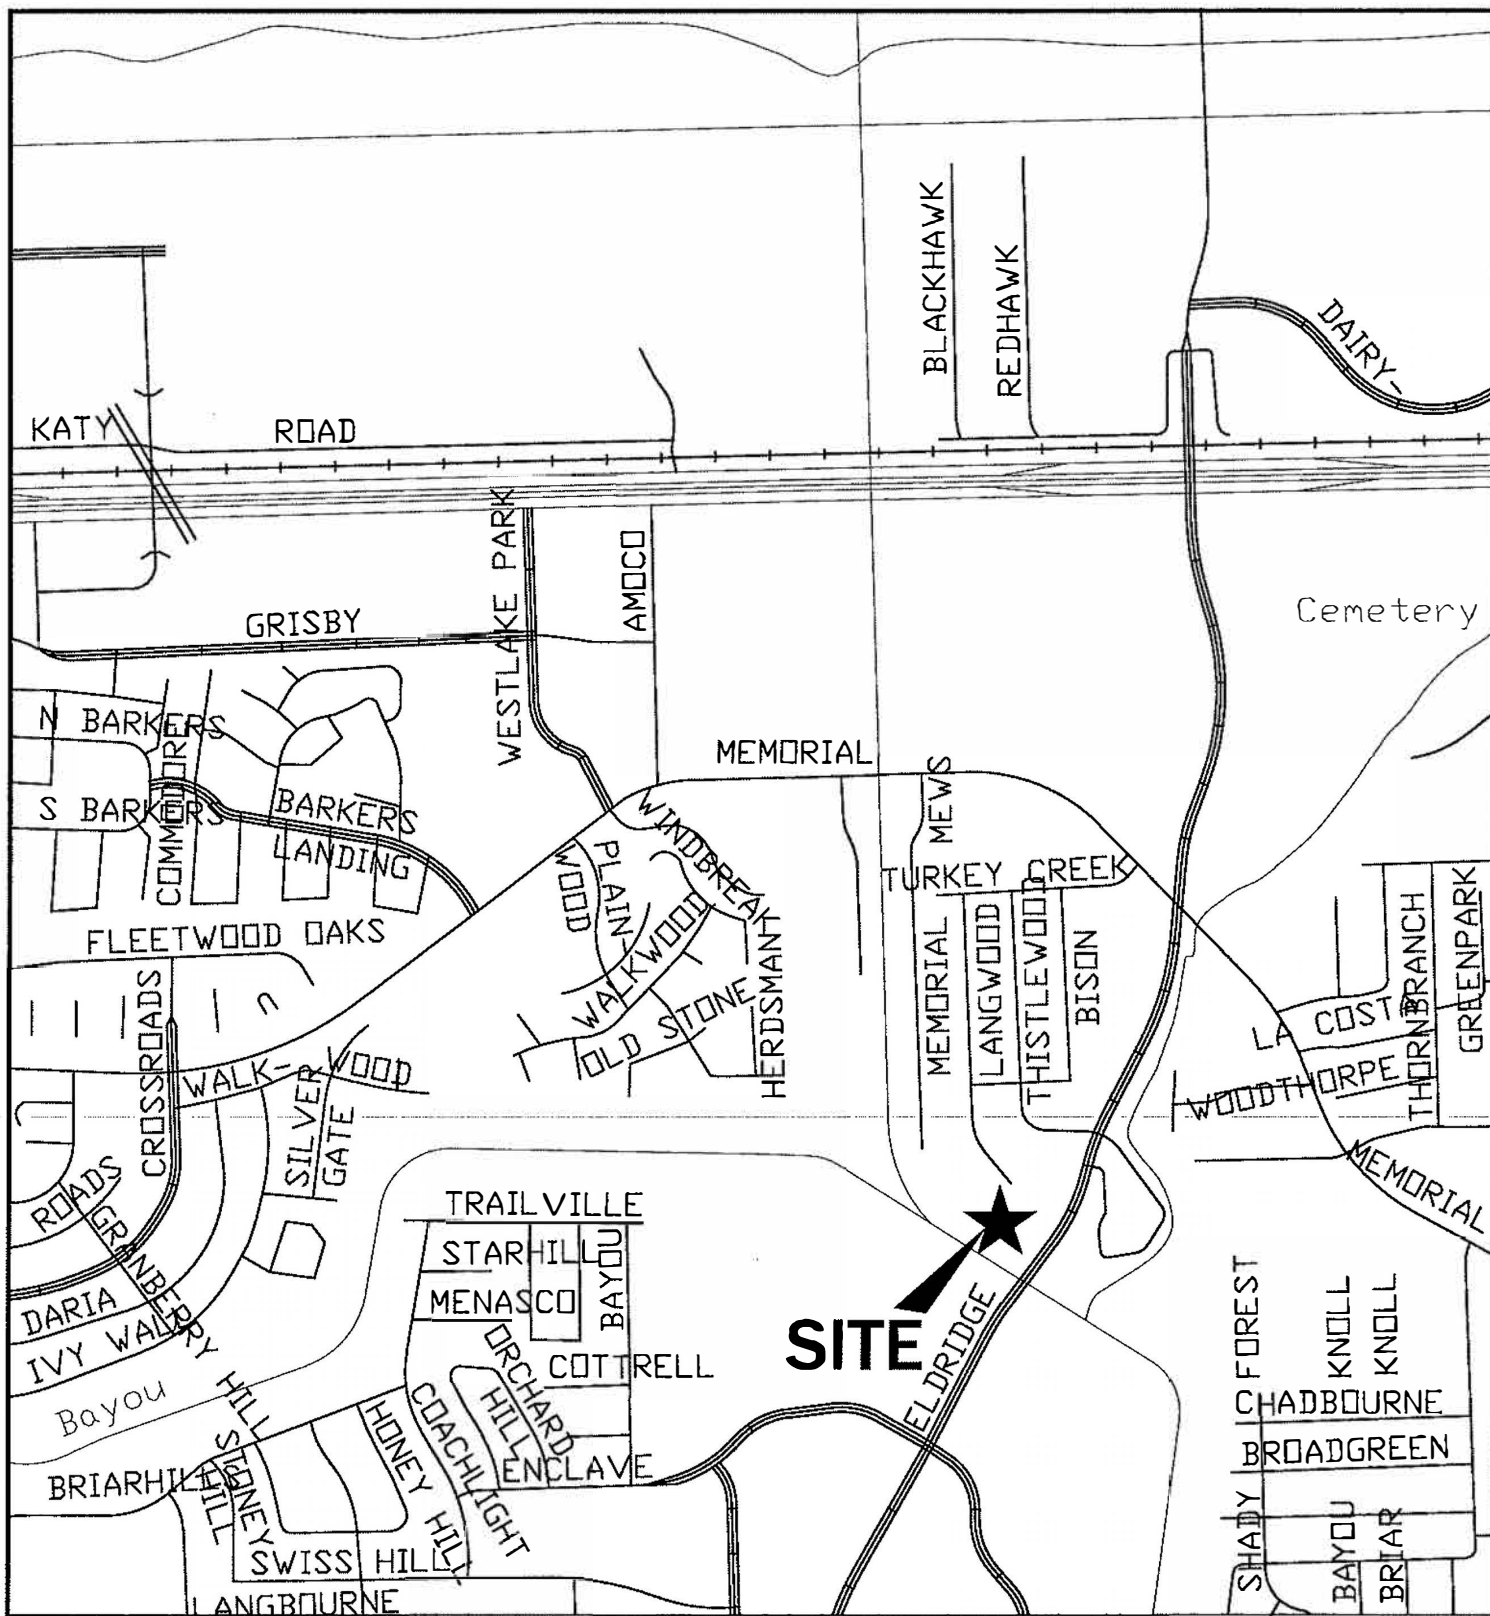 BLACKHAWK
REDHAWK
DAIRY-
KATY
ROAD
WESTLAKE PARK
AMOCO
GRISBY
Cemetery
N BARKERS
COMMODORE
S BARKERS
BARKERS
LANDING
MEMORIAL
MEWS
WINDBREAK
PLAIN-
WOOD
TURKEY CREEK
WALKWOOD
FLEETWOOD OAKS
CROSSROADS
OLD STONE
HERDSMAN
MEMORIAL
LANGWOOD
THISTLEWOOD
BISON
THORNBRANCH
GREENPARK
LA COSTA
WOODTHORPE
WALK-
WOOD
SILVER
GATE
MEMORIAL
ROADS
GRANBERRY HILL
TRAILVILLE
STARHILL
BAYOU
MENASCO
DARIA
IVY WALL
ORCHARD
HILL
COTTRELL
SITE
ELDRIDGE
Bayou
FOREST
KNOLL
KNOLL
CHADBOURNE
BROADGREEN
COACHLIGHT
HONEY HILL
ENCLAVE
BRIARHILLS
STONEY
HILL
SWISS HILL
LANGBOURNE
SHADY
BAYOU
BRIAR